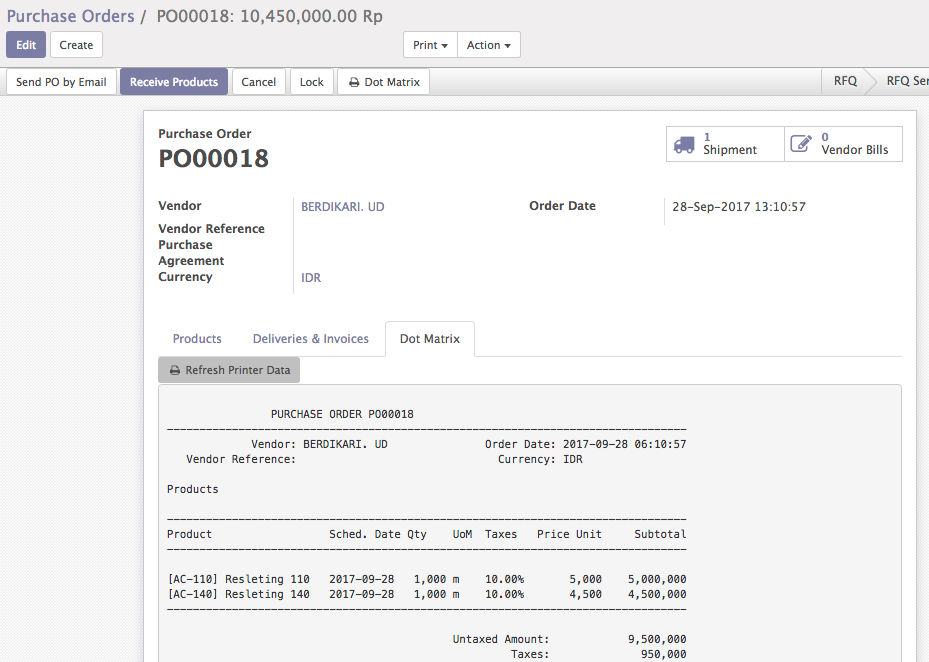 Purchase Orders / PO00018: 10,450,000.00 Rp
Edit Create Print Action
Send PO by Email Receive Products Cancel Lock Dot Matrix RFQ RFQ Ser
Purchase Order
PO00018
1 Shipment
0 Vendor Bills
Vendor BERDIKARI. UD Order Date 28-Sep-2017 13:10:57
Vendor Reference
Purchase
Agreement
Currency IDR
Products Deliveries & Invoices Dot Matrix
Refresh Printer Data
PURCHASE ORDER PO00018
Vendor: BERDIKARI. UD Order Date: 2017-09-28 06:10:57
Vendor Reference: Currency: IDR
Products
Product Sched. Date Qty UoM Taxes Price Unit Subtotal
[AC-110] Resleting 110 2017-09-28 1,000 m 10.00% 5,000 5,000,000
[AC-140] Resleting 140 2017-09-28 1,000 m 10.00% 4,500 4,500,000
Untaxed Amount: 9,500,000
Taxes: 950,000